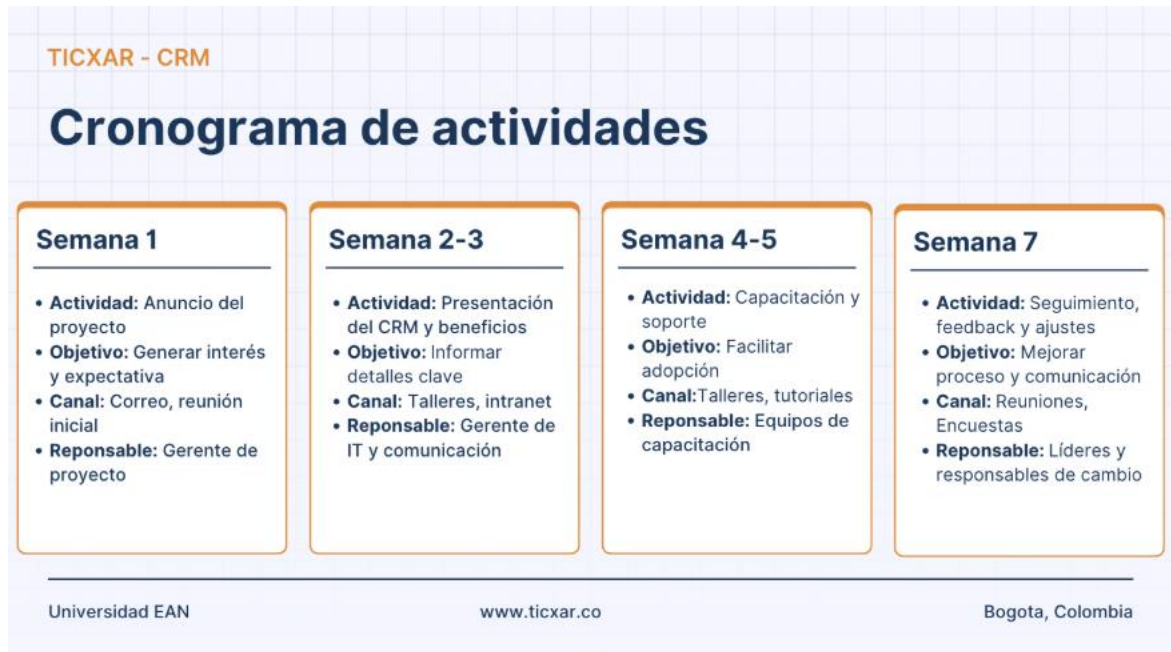 TICXAR - CRM
Cronograma de actividades
Semana 1
• Actividad: Anuncio del
proyecto
• Objetivo: Generar interés
y expectativa
• Canal: Correo, reunión
inicial
• Reponsable: Gerente de
proyecto
Semana 2-3
• Actividad: Presentación
del CRM y beneficios
• Objetivo: Informar
detalles clave
• Canal: Talleres, intranet
• Reponsable: Gerente de
IT y comunicación
Semana 4-5
• Actividad: Capacitación y
soporte
• Objetivo: Facilitar
adopción
• Canal:Talleres, tutoriales
• Reponsable: Equipos de
capacitación
Semana 7
• Actividad: Seguimiento,
feedback y ajustes
• Objetivo: Mejorar
proceso y comunicación
• Canal: Reuniones,
Encuestas
• Reponsable: Líderes y
responsables de cambio
Universidad EAN
www.ticxar.co
Bogota, Colombia